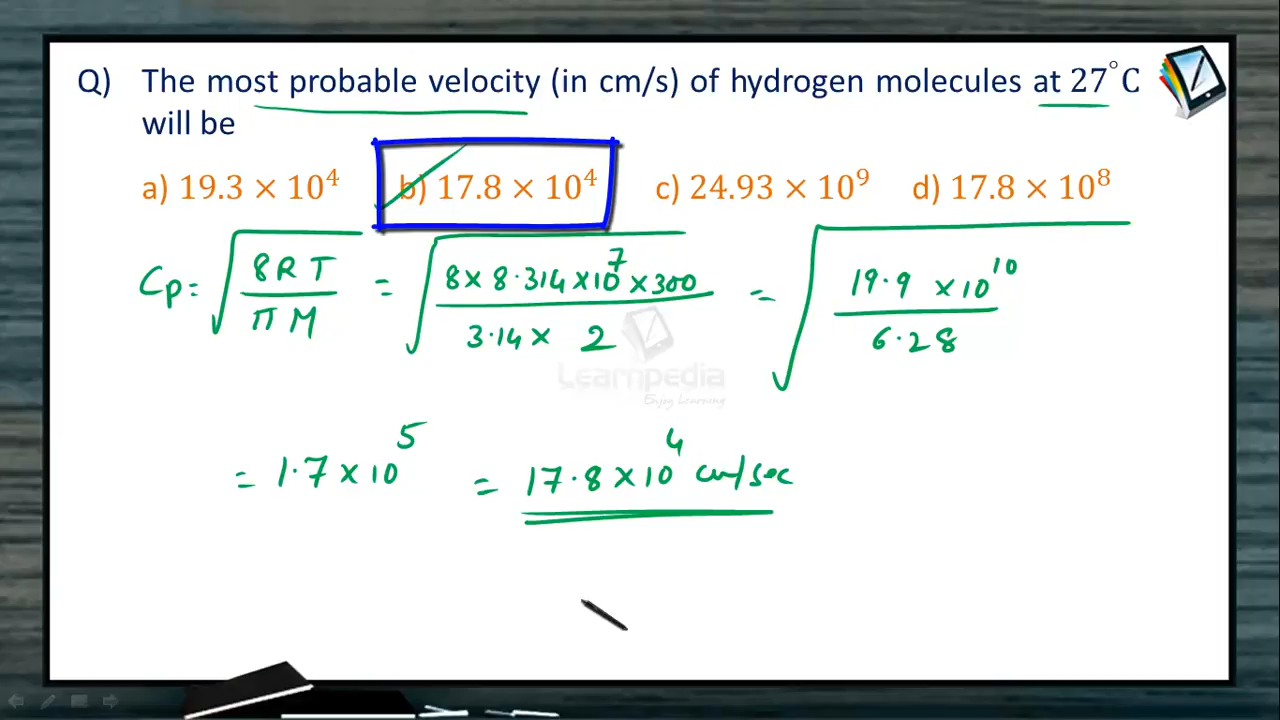 Q) The most probable velocity (in cm/s) of hydrogen molecules at 27°C
will be
a) 19.3 × 10⁴ b) 17.8 × 10⁴ c) 24.93 × 10⁹ d) 17.8 × 10⁸
Cp = √(8RT / πM) = √(8 × 8.314 × 10⁷ × 300 / 3.14 × 2) = √(19.9 × 10¹⁰ / 6.28)
Learnpedia
Enjoy Learning
= 1.7 × 10⁵ = 17.8 × 10⁴ cm/sec